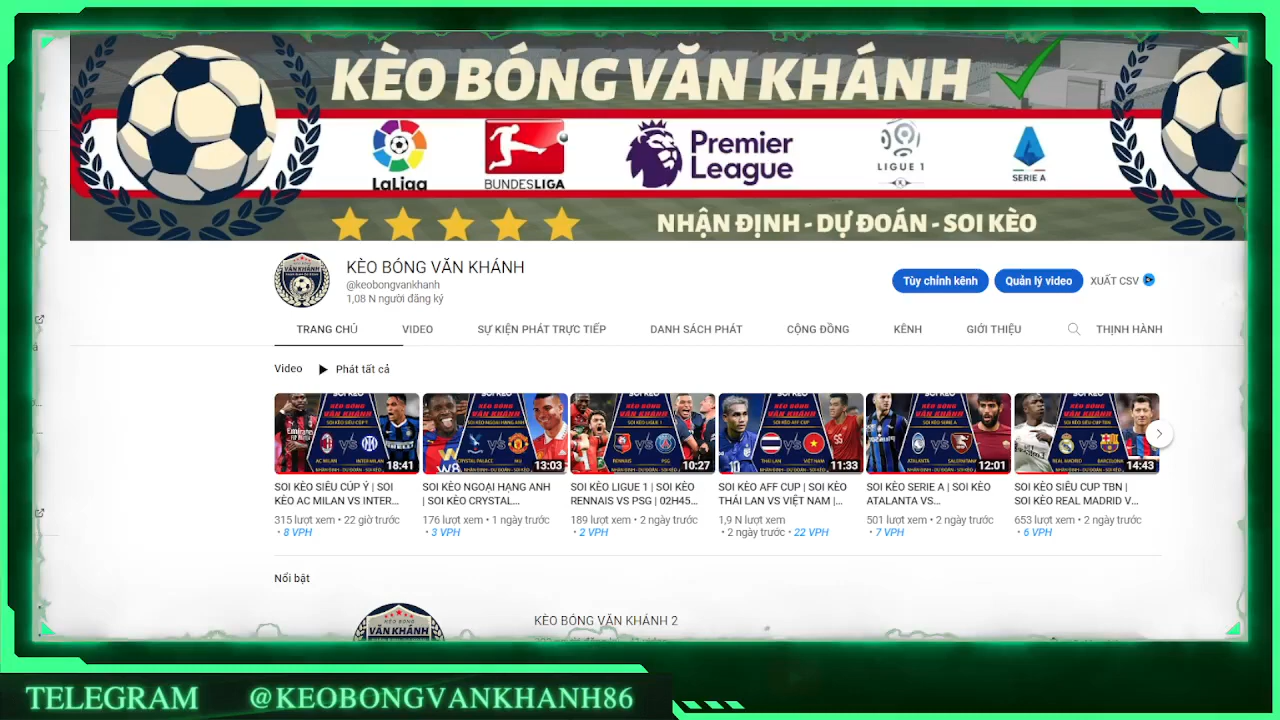 KÈO BÓNG VĂN KHÁNH
LaLiga
BUNDESLIGA
Premier
League
LIGUE 1
SERIE A
NHẬN ĐỊNH - DỰ ĐOÁN - SOI KÈO
KÈO BÓNG VĂN KHÁNH
@keobongvankhanh
1,08 N người đăng ký
Tùy chỉnh kênh
Quản lý video
XUẤT CSV
TRANG CHỦ
VIDEO
SỰ KIỆN PHÁT TRỰC TIẾP
DANH SÁCH PHÁT
CỘNG ĐỒNG
KÊNH
GIỚI THIỆU
THỊNH HÀNH
Video
Phát tất cả
18:41
13:03
10:27
11:33
12:01
14:43
SOI KÈO SIÊU CÚP Ý | SOI
KÈO AC MILAN VS INTER...
315 lượt xem • 22 giờ trước
• 8 VPH
SOI KÈO NGOẠI HẠNG ANH
| SOI KÈO CRYSTAL...
176 lượt xem • 1 ngày trước
• 3 VPH
SOI KÈO LIGUE 1 | SOI KÈO
RENNAIS VS PSG | 02H45...
189 lượt xem • 2 ngày trước
• 2 VPH
SOI KÈO AFF CUP | SOI KÈO
THÁI LAN VS VIỆT NAM |...
1,9 N lượt xem
• 2 ngày trước • 22 VPH
SOI KÈO SERIE A | SOI KÈO
ATALANTA VS...
501 lượt xem • 2 ngày trước
• 7 VPH
SOI KÈO SIÊU CUP TBN |
SOI KÈO REAL MADRID V...
653 lượt xem • 2 ngày trước
• 6 VPH
Nổi bật
VĂN KHÁNH
KÈO BÓNG VĂN KHÁNH 2
TELEGRAM
@KEOBONGVANKHANH86